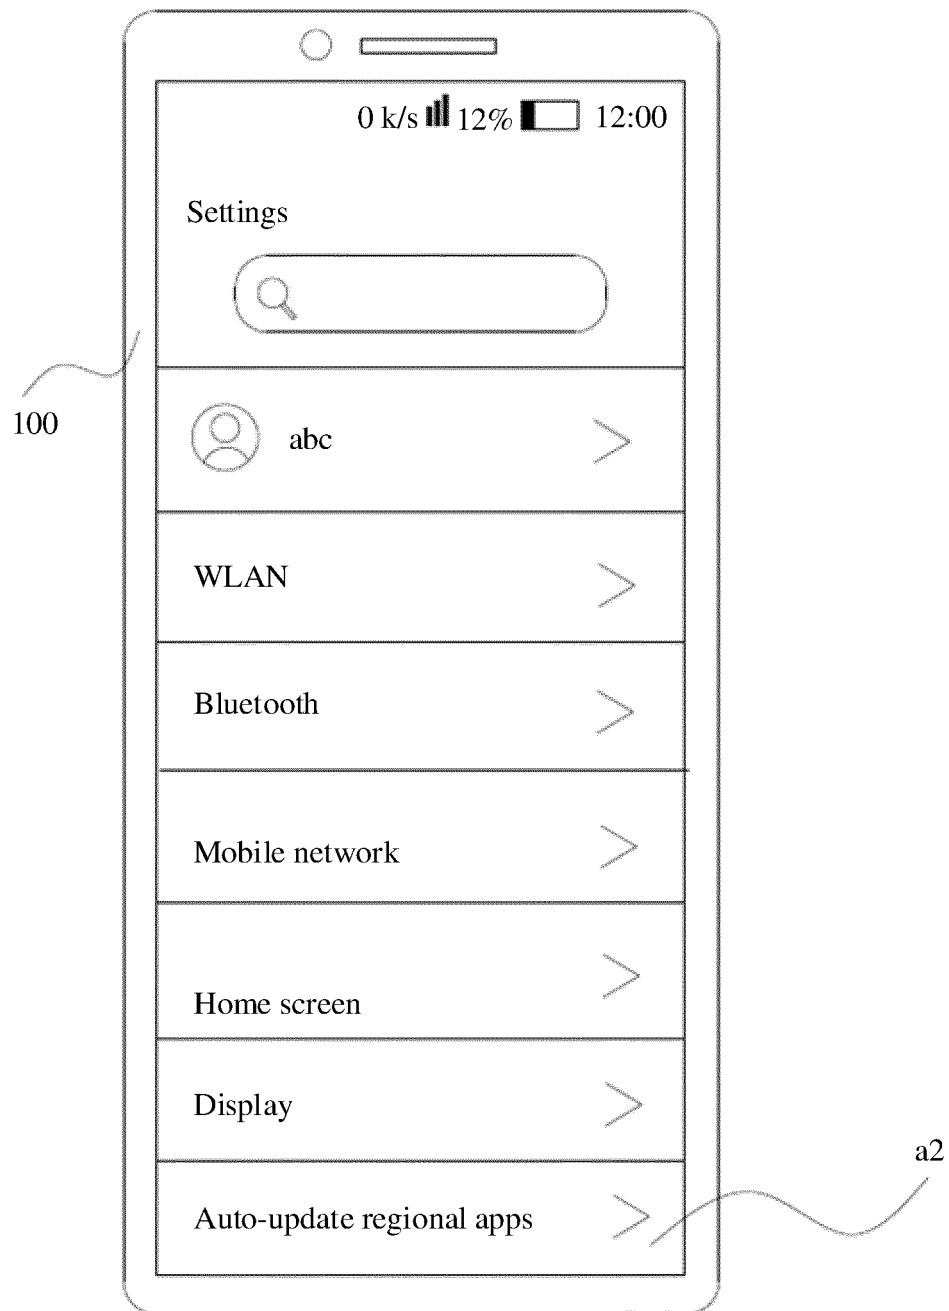 0 k/s 12% 12:00
Settings
100
abc
WLAN
Bluetooth
Mobile network
Home screen
Display
a2
Auto-update regional apps